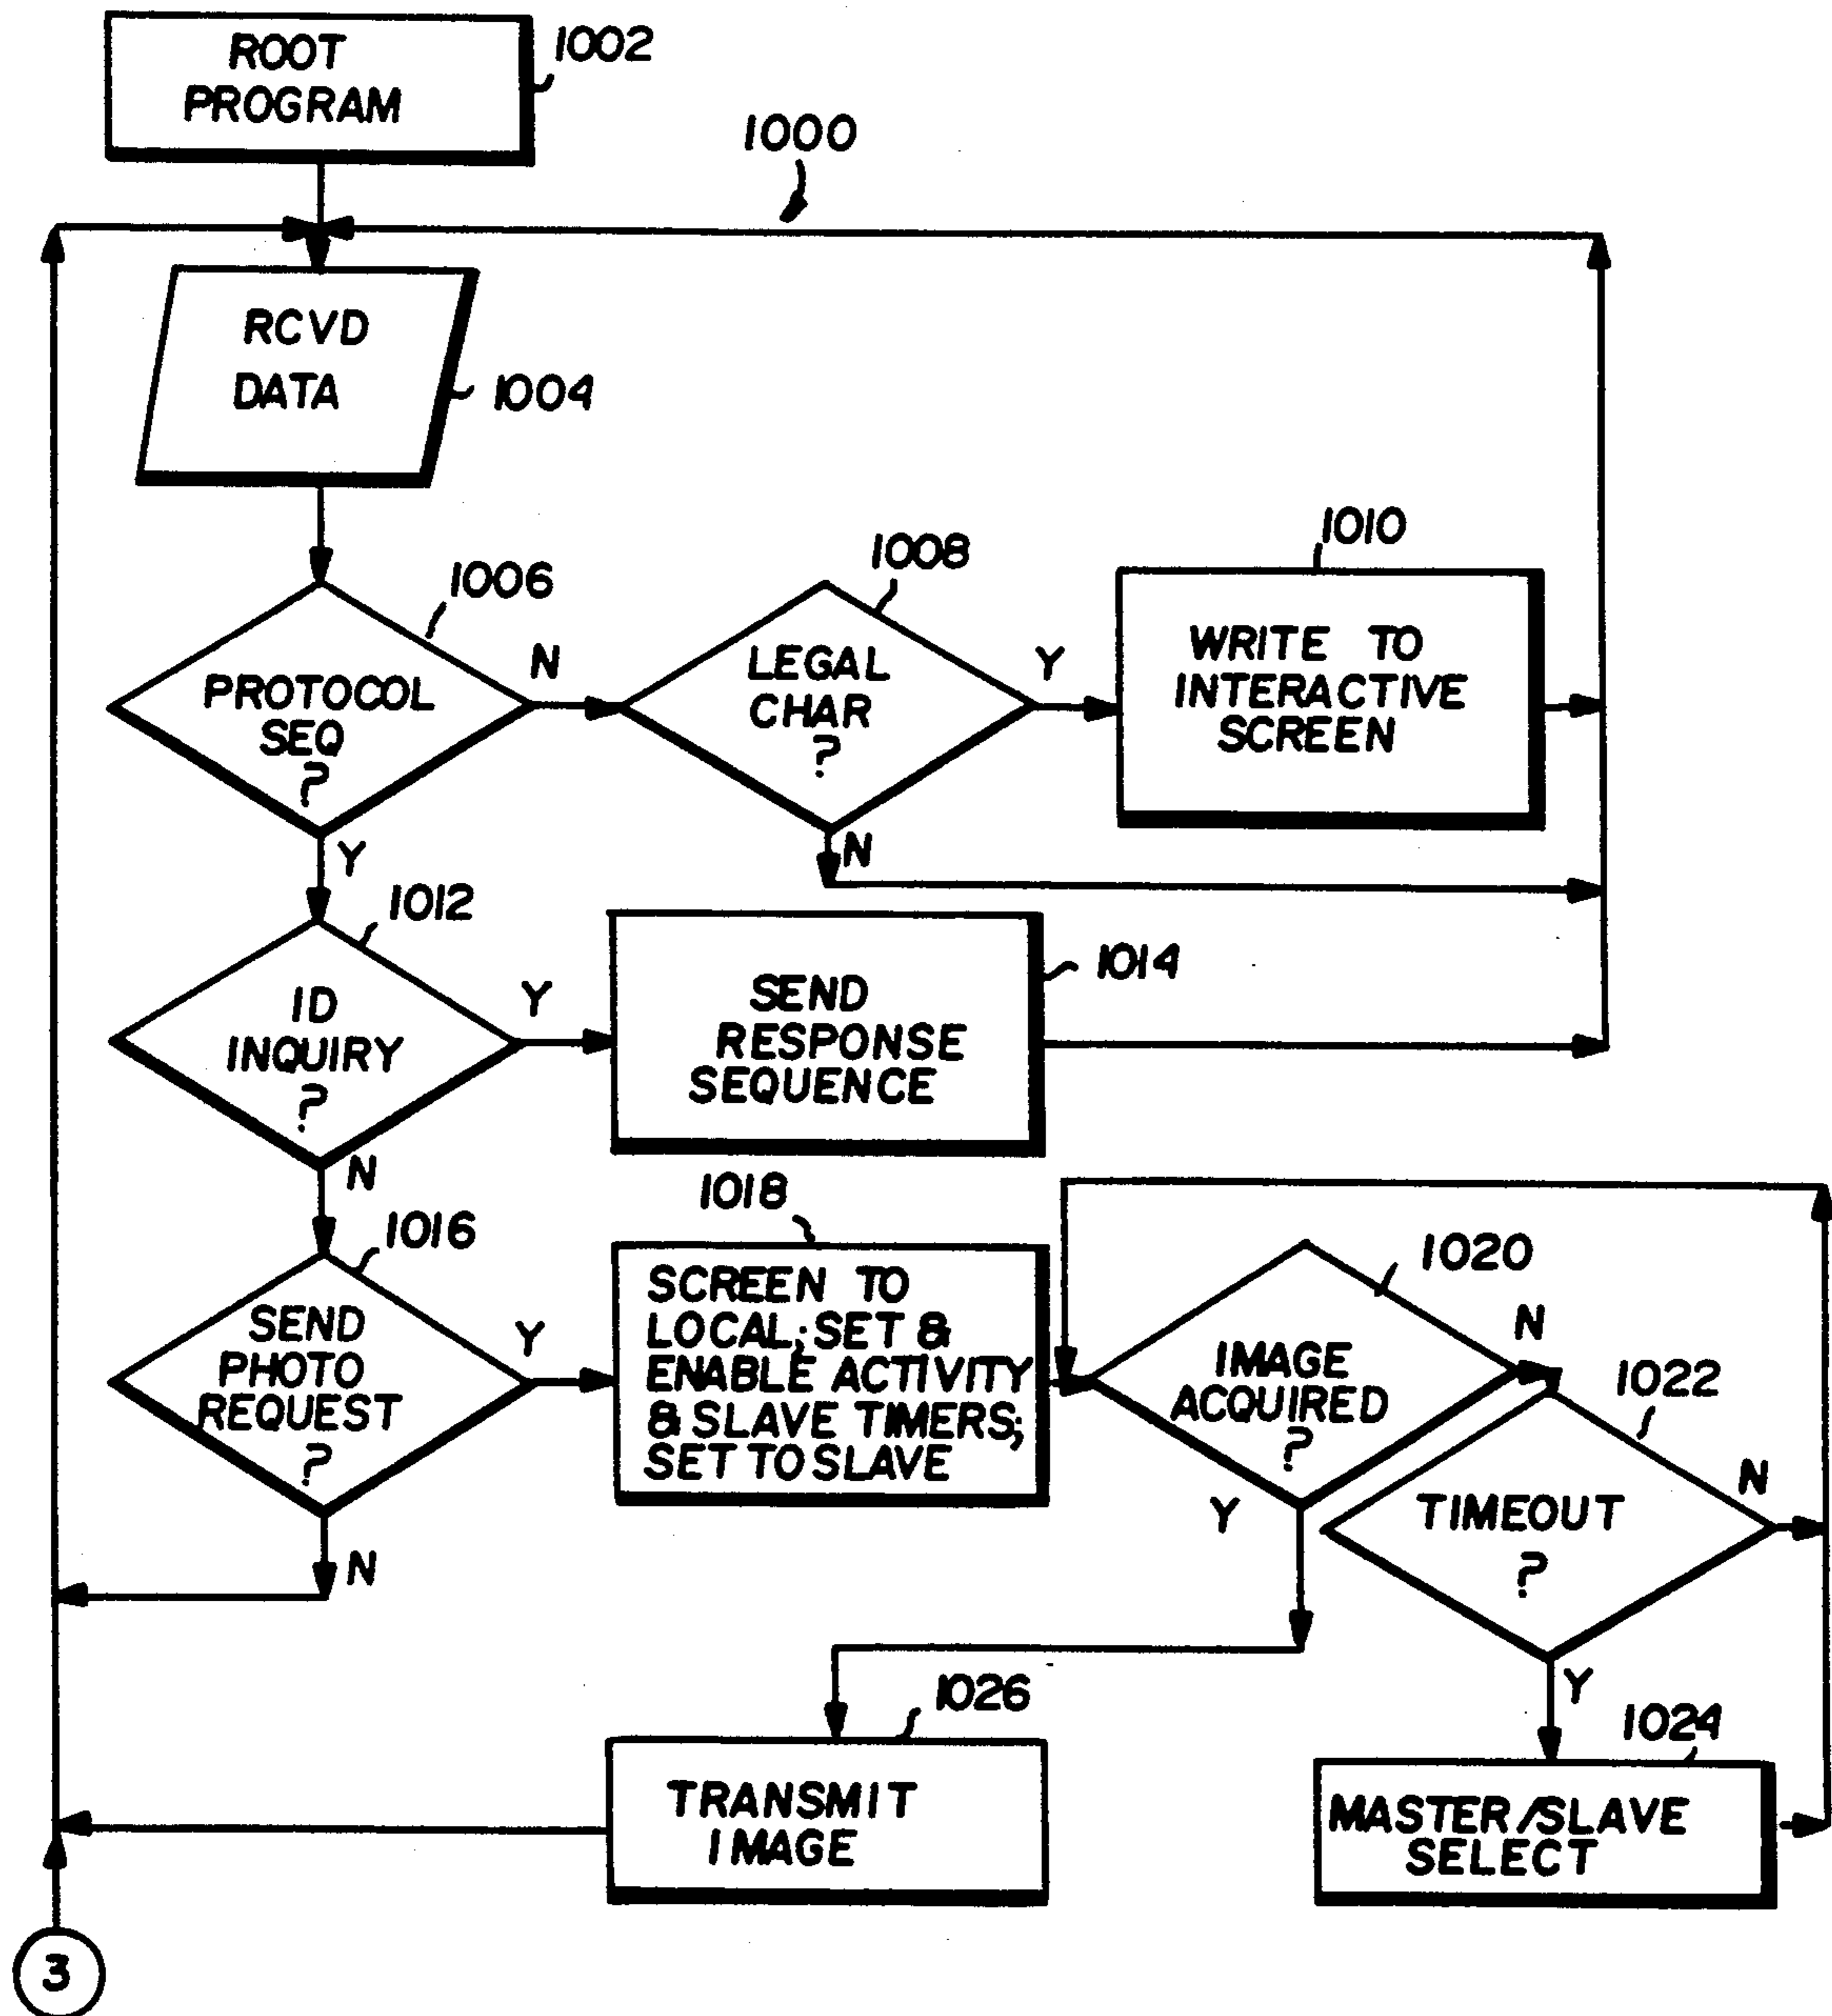 ROOT
PROGRAM
1002
1000
RCVD
DATA
1004
1006
PROTOCOL
SEQ
?
N
Y
1008
LEGAL
CHAR
?
Y
N
1010
WRITE TO
INTERACTIVE
SCREEN
1012
ID
INQUIRY
?
Y
N
1014
SEND
RESPONSE
SEQUENCE
1016
SEND
PHOTO
REQUEST
?
Y
N
1018
SCREEN TO
LOCAL; SET &
ENABLE ACTIVITY
& SLAVE TIMERS;
SET TO SLAVE
1020
IMAGE
ACQUIRED
?
N
Y
1022
TIMEOUT
?
N
Y
1024
MASTER/SLAVE
SELECT
1026
TRANSMIT
IMAGE
3